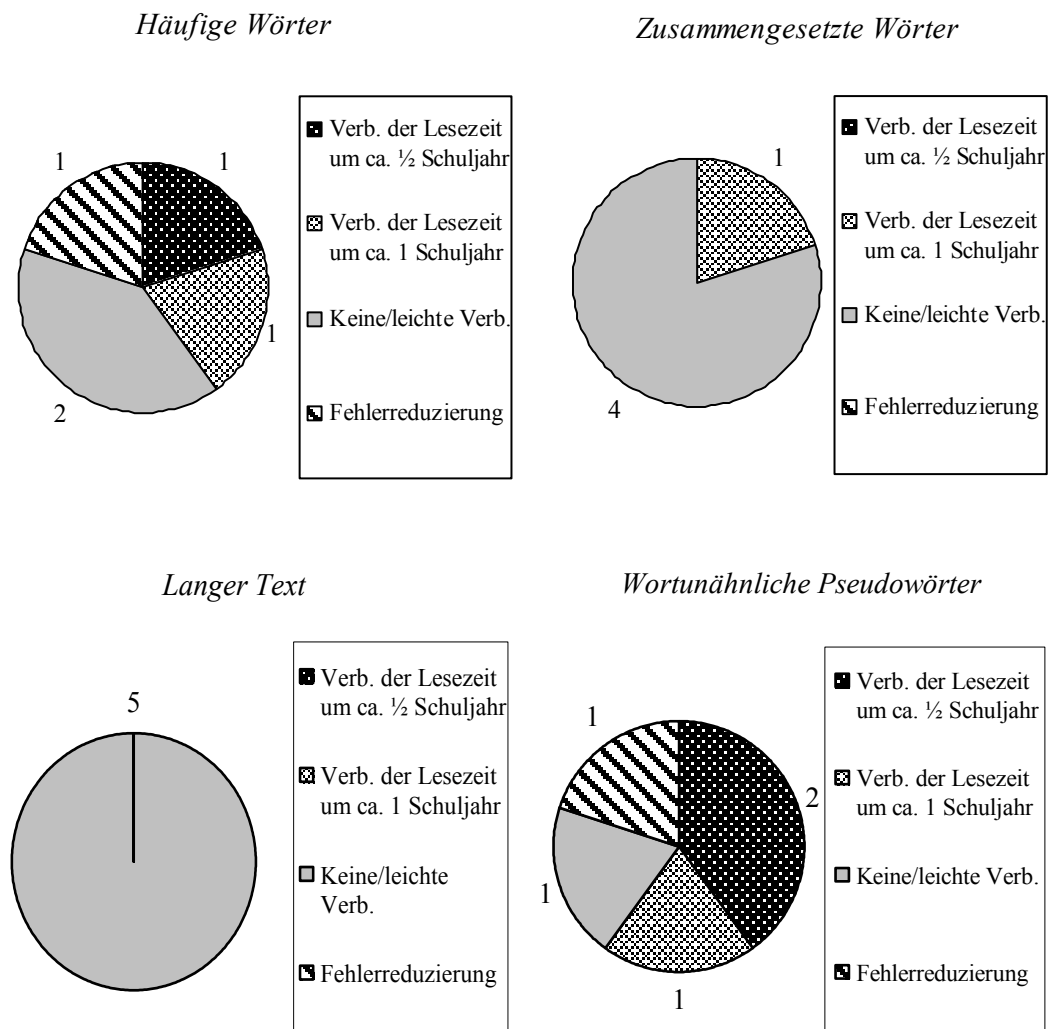 Häufige Wörter
1
1
1
2
Verb. der Lesezeit
um ca. ½ Schuljahr
Verb. der Lesezeit
um ca. 1 Schuljahr
Keine/leichte Verb.
Fehlerreduzierung
Zusammengesetzte Wörter
1
4
Verb. der Lesezeit
um ca. ½ Schuljahr
Verb. der Lesezeit
um ca. 1 Schuljahr
Keine/leichte Verb.
Fehlerreduzierung
Langer Text
5
Verb. der Lesezeit
um ca. ½ Schuljahr
Verb. der Lesezeit
um ca. 1 Schuljahr
Keine/leichte
Verb.
Fehlerreduzierung
Wortunähnliche Pseudowörter
1
2
1
1
Verb. der Lesezeit
um ca. ½ Schuljahr
Verb. der Lesezeit
um ca. 1 Schuljahr
Keine/leichte Verb.
Fehlerreduzierung